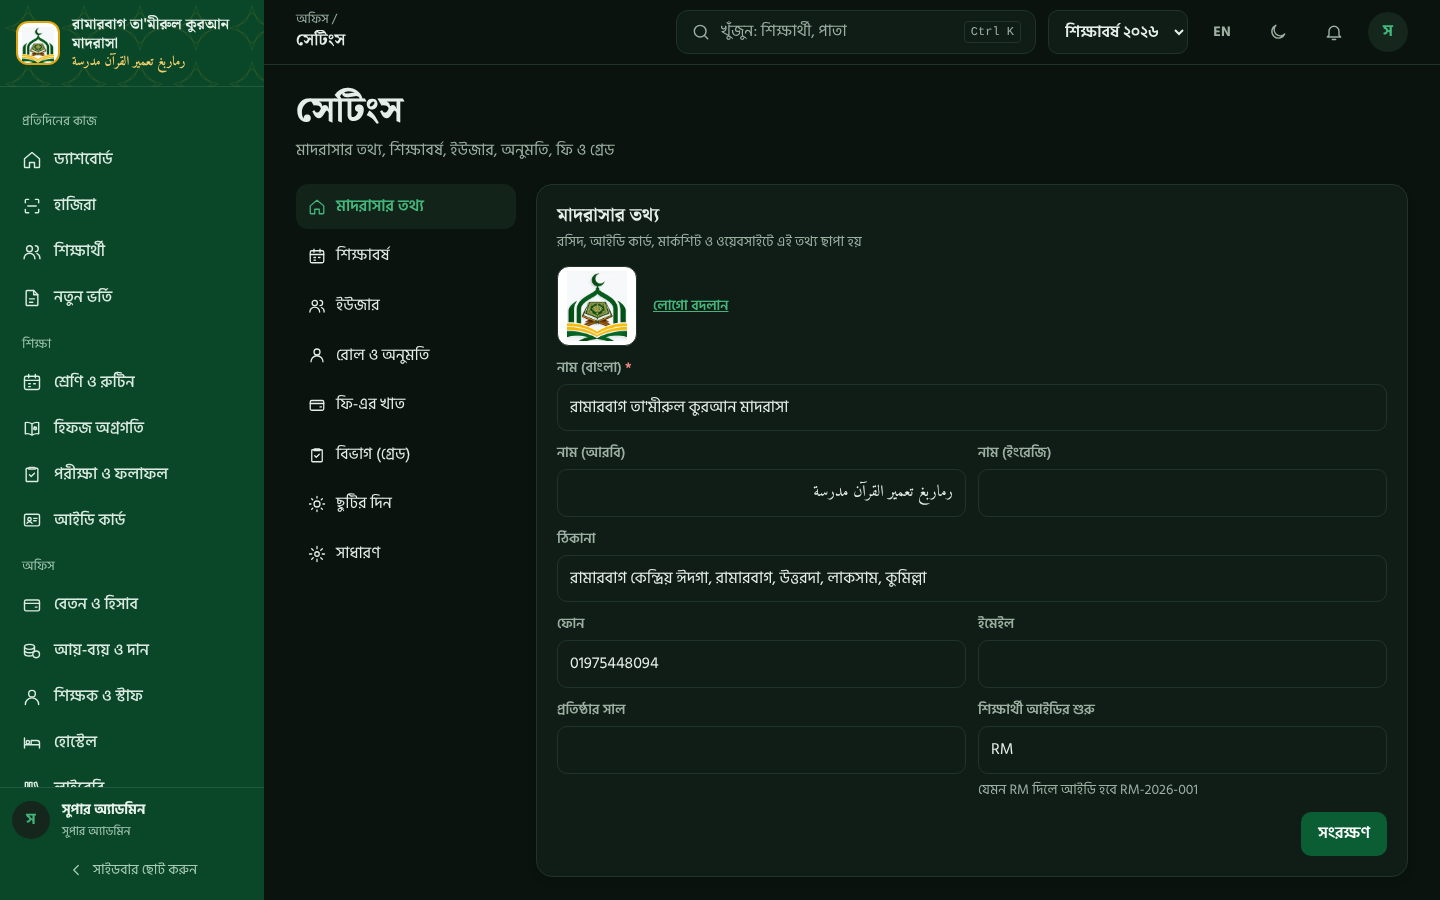 রামারবাগ তা'মীরুল কুরআন
মাদরাসা
رماربغ تعمير القرآن مدرسة
প্রতিদিনের কাজ
ড্যাশবোর্ড
হাজিরা
শিক্ষার্থী
নতুন ভর্তি
শিক্ষা
শ্রেণি ও রুটিন
হিফজ অগ্রগতি
পরীক্ষা ও ফলাফল
আইডি কার্ড
অফিস
বেতন ও হিসাব
আয়-ব্যয় ও দান
শিক্ষক ও স্টাফ
হোস্টেল
সুপার অ্যাডমিন
সুপার অ্যাডমিন
সাইডবার ছোট করুন
অফিস /
সেটিংস
খুঁজুন: শিক্ষার্থী, পাতা
Ctrl K
শিক্ষাবর্ষ ২০২৬
EN
স
স
সেটিংস
মাদরাসার তথ্য, শিক্ষাবর্ষ, ইউজার, অনুমতি, ফি ও গ্রেড
মাদরাসার তথ্য
শিক্ষাবর্ষ
ইউজার
রোল ও অনুমতি
ফি-এর খাত
বিভাগ (গ্রেড)
ছুটির দিন
সাধারণ
মাদরাসার তথ্য
রসিদ, আইডি কার্ড, মার্কশিট ও ওয়েবসাইটে এই তথ্য ছাপা হয়
লোগো বদলান
নাম (বাংলা) *
রামারবাগ তা'মীরুল কুরআন মাদরাসা
নাম (আরবি)
رماربغ تعمير القرآن مدرسة
নাম (ইংরেজি)
ঠিকানা
রামারবাগ কেন্দ্রিয় ঈদগা, রামারবাগ, উত্তরদা, লাকসাম, কুমিল্লা
ফোন
01975448094
ইমেইল
প্রতিষ্ঠার সাল
শিক্ষার্থী আইডির শুরু
RM
যেমন RM দিলে আইডি হবে RM-2026-001
সংরক্ষণ